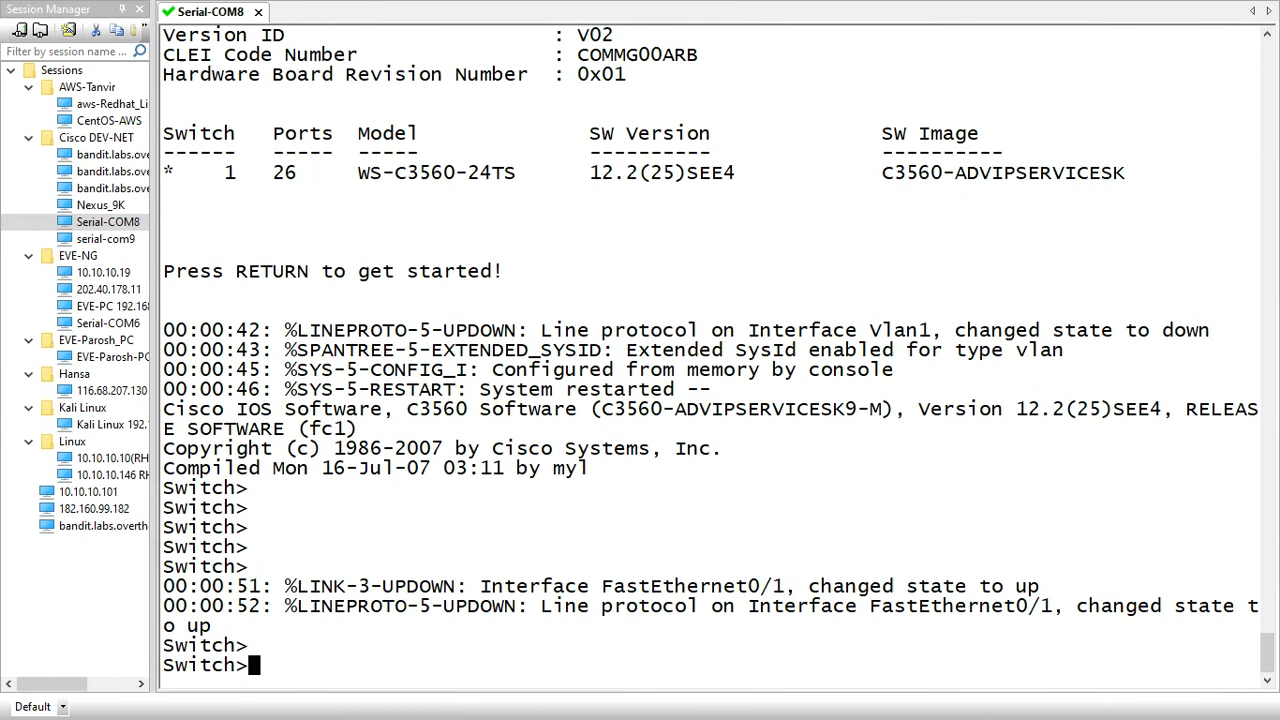 Session Manager
Serial-COM8
Filter by session name ...
Sessions
AWS-Tanvir
aws-Redhat_Li
CentOS-AWS
Cisco DEV-NET
bandit.labs.over
bandit.labs.over
bandit.labs.over
Nexus_9K
Serial-COM8
serial-com9
EVE-NG
10.10.10.19
202.40.178.11
EVE-PC 192.168
Serial-COM6
EVE-Parosh_PC
EVE-Parosh-PC
Hansa
116.68.207.130
Kali Linux
Kali Linux 192.
Linux
10.10.10.10(RH
10.10.10.146 RH
10.10.10.101
182.160.99.182
bandit.labs.overth
Default
Version ID : V02
CLEI Code Number : COMMG00ARB
Hardware Board Revision Number : 0x01
Switch Ports Model SW Version SW Image
------ ----- ----- ---------- ----------
* 1 26 WS-C3560-24TS 12.2(25)SEE4 C3560-ADVIPSERVICESK
Press RETURN to get started!
00:00:42: %LINEPROTO-5-UPDOWN: Line protocol on Interface Vlan1, changed state to down
00:00:43: %SPANTREE-5-EXTENDED_SYSID: Extended SysId enabled for type vlan
00:00:45: %SYS-5-CONFIG_I: Configured from memory by console
00:00:46: %SYS-5-RESTART: System restarted --
Cisco IOS Software, C3560 Software (C3560-ADVIPSERVICESK9-M), Version 12.2(25)SEE4, RELEAS
E SOFTWARE (fc1)
Copyright (c) 1986-2007 by Cisco Systems, Inc.
Compiled Mon 16-Jul-07 03:11 by myl
Switch>
Switch>
Switch>
Switch>
Switch>
00:00:51: %LINK-3-UPDOWN: Interface FastEthernet0/1, changed state to up
00:00:52: %LINEPROTO-5-UPDOWN: Line protocol on Interface FastEthernet0/1, changed state t
o up
Switch>
Switch>